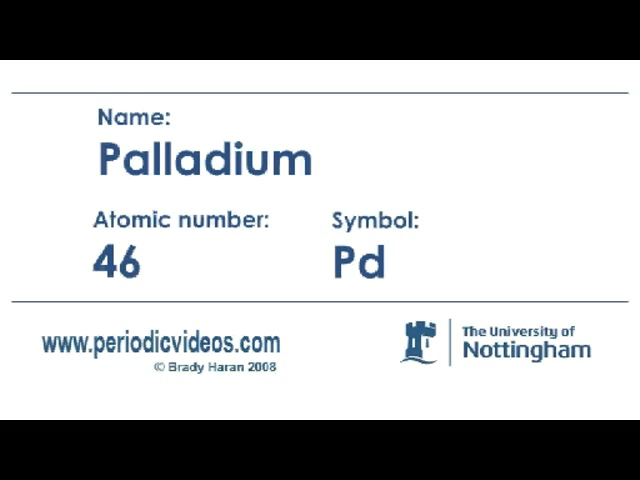 Name:
Palladium
Atomic number: Symbol:
46 Pd
www.periodicvideos.com
© Brady Haran 2008
The University of
Nottingham